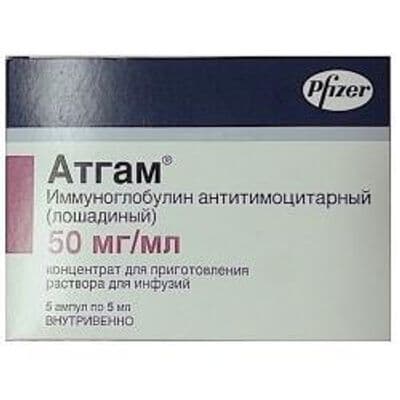 Pfizer
Атгам®
Иммуноглобулин антитимоцитарный
(лошадиный)
50 мг/мл
концентрат для приготовления
раствора для инфузий
5 ампул по 5 мл
ВНУТРИВЕННО